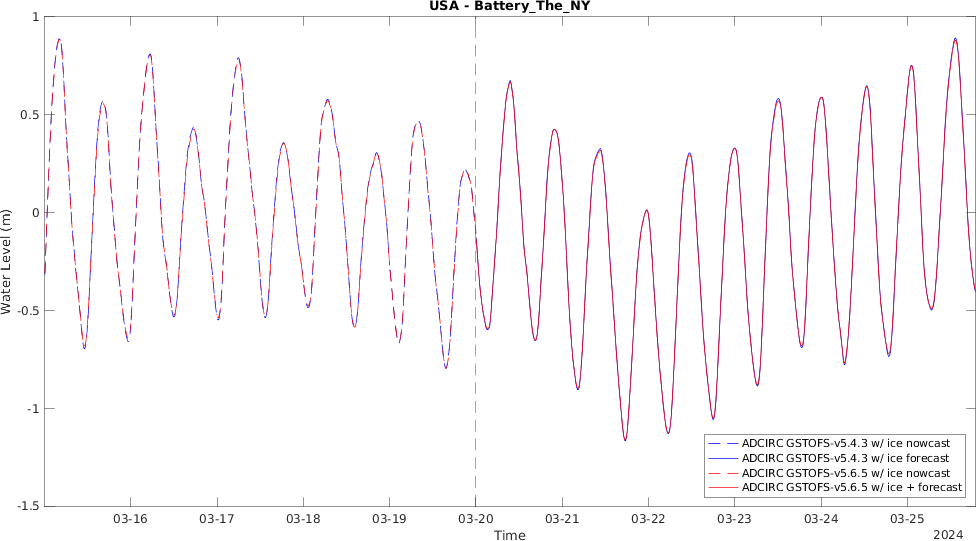 USA - Battery_The_NY
1
0.5
0
-0.5
-1
-1.5
Water Level (m)
03-16 03-17 03-18 03-19 03-20 03-21 03-22 03-23 03-24 03-25
Time
2024
ADCIRC GSTOFS-v5.4.3 w/ ice nowcast
ADCIRC GSTOFS-v5.4.3 w/ ice forecast
ADCIRC GSTOFS-v5.6.5 w/ ice nowcast
ADCIRC GSTOFS-v5.6.5 w/ ice + forecast